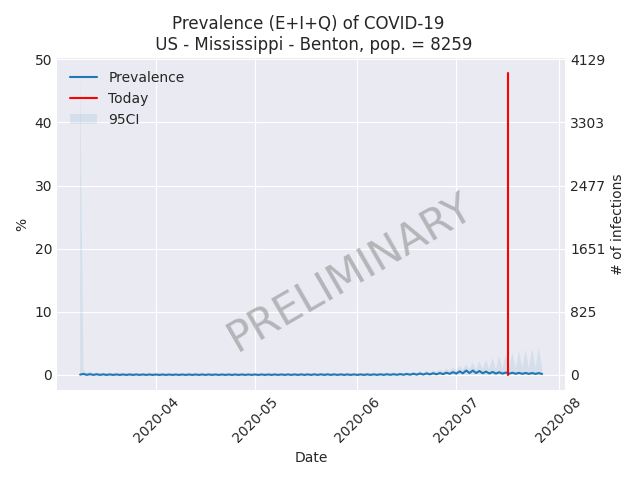 Prevalence (E+I+Q) of COVID-19
US - Mississippi - Benton, pop. = 8259
50
40
30
20
10
0
%
4129
3303
2477
1651
825
0
# of infections
Prevalence
Today
95CI
PRELIMINARY
2020-04
2020-05
2020-06
2020-07
2020-08
Date